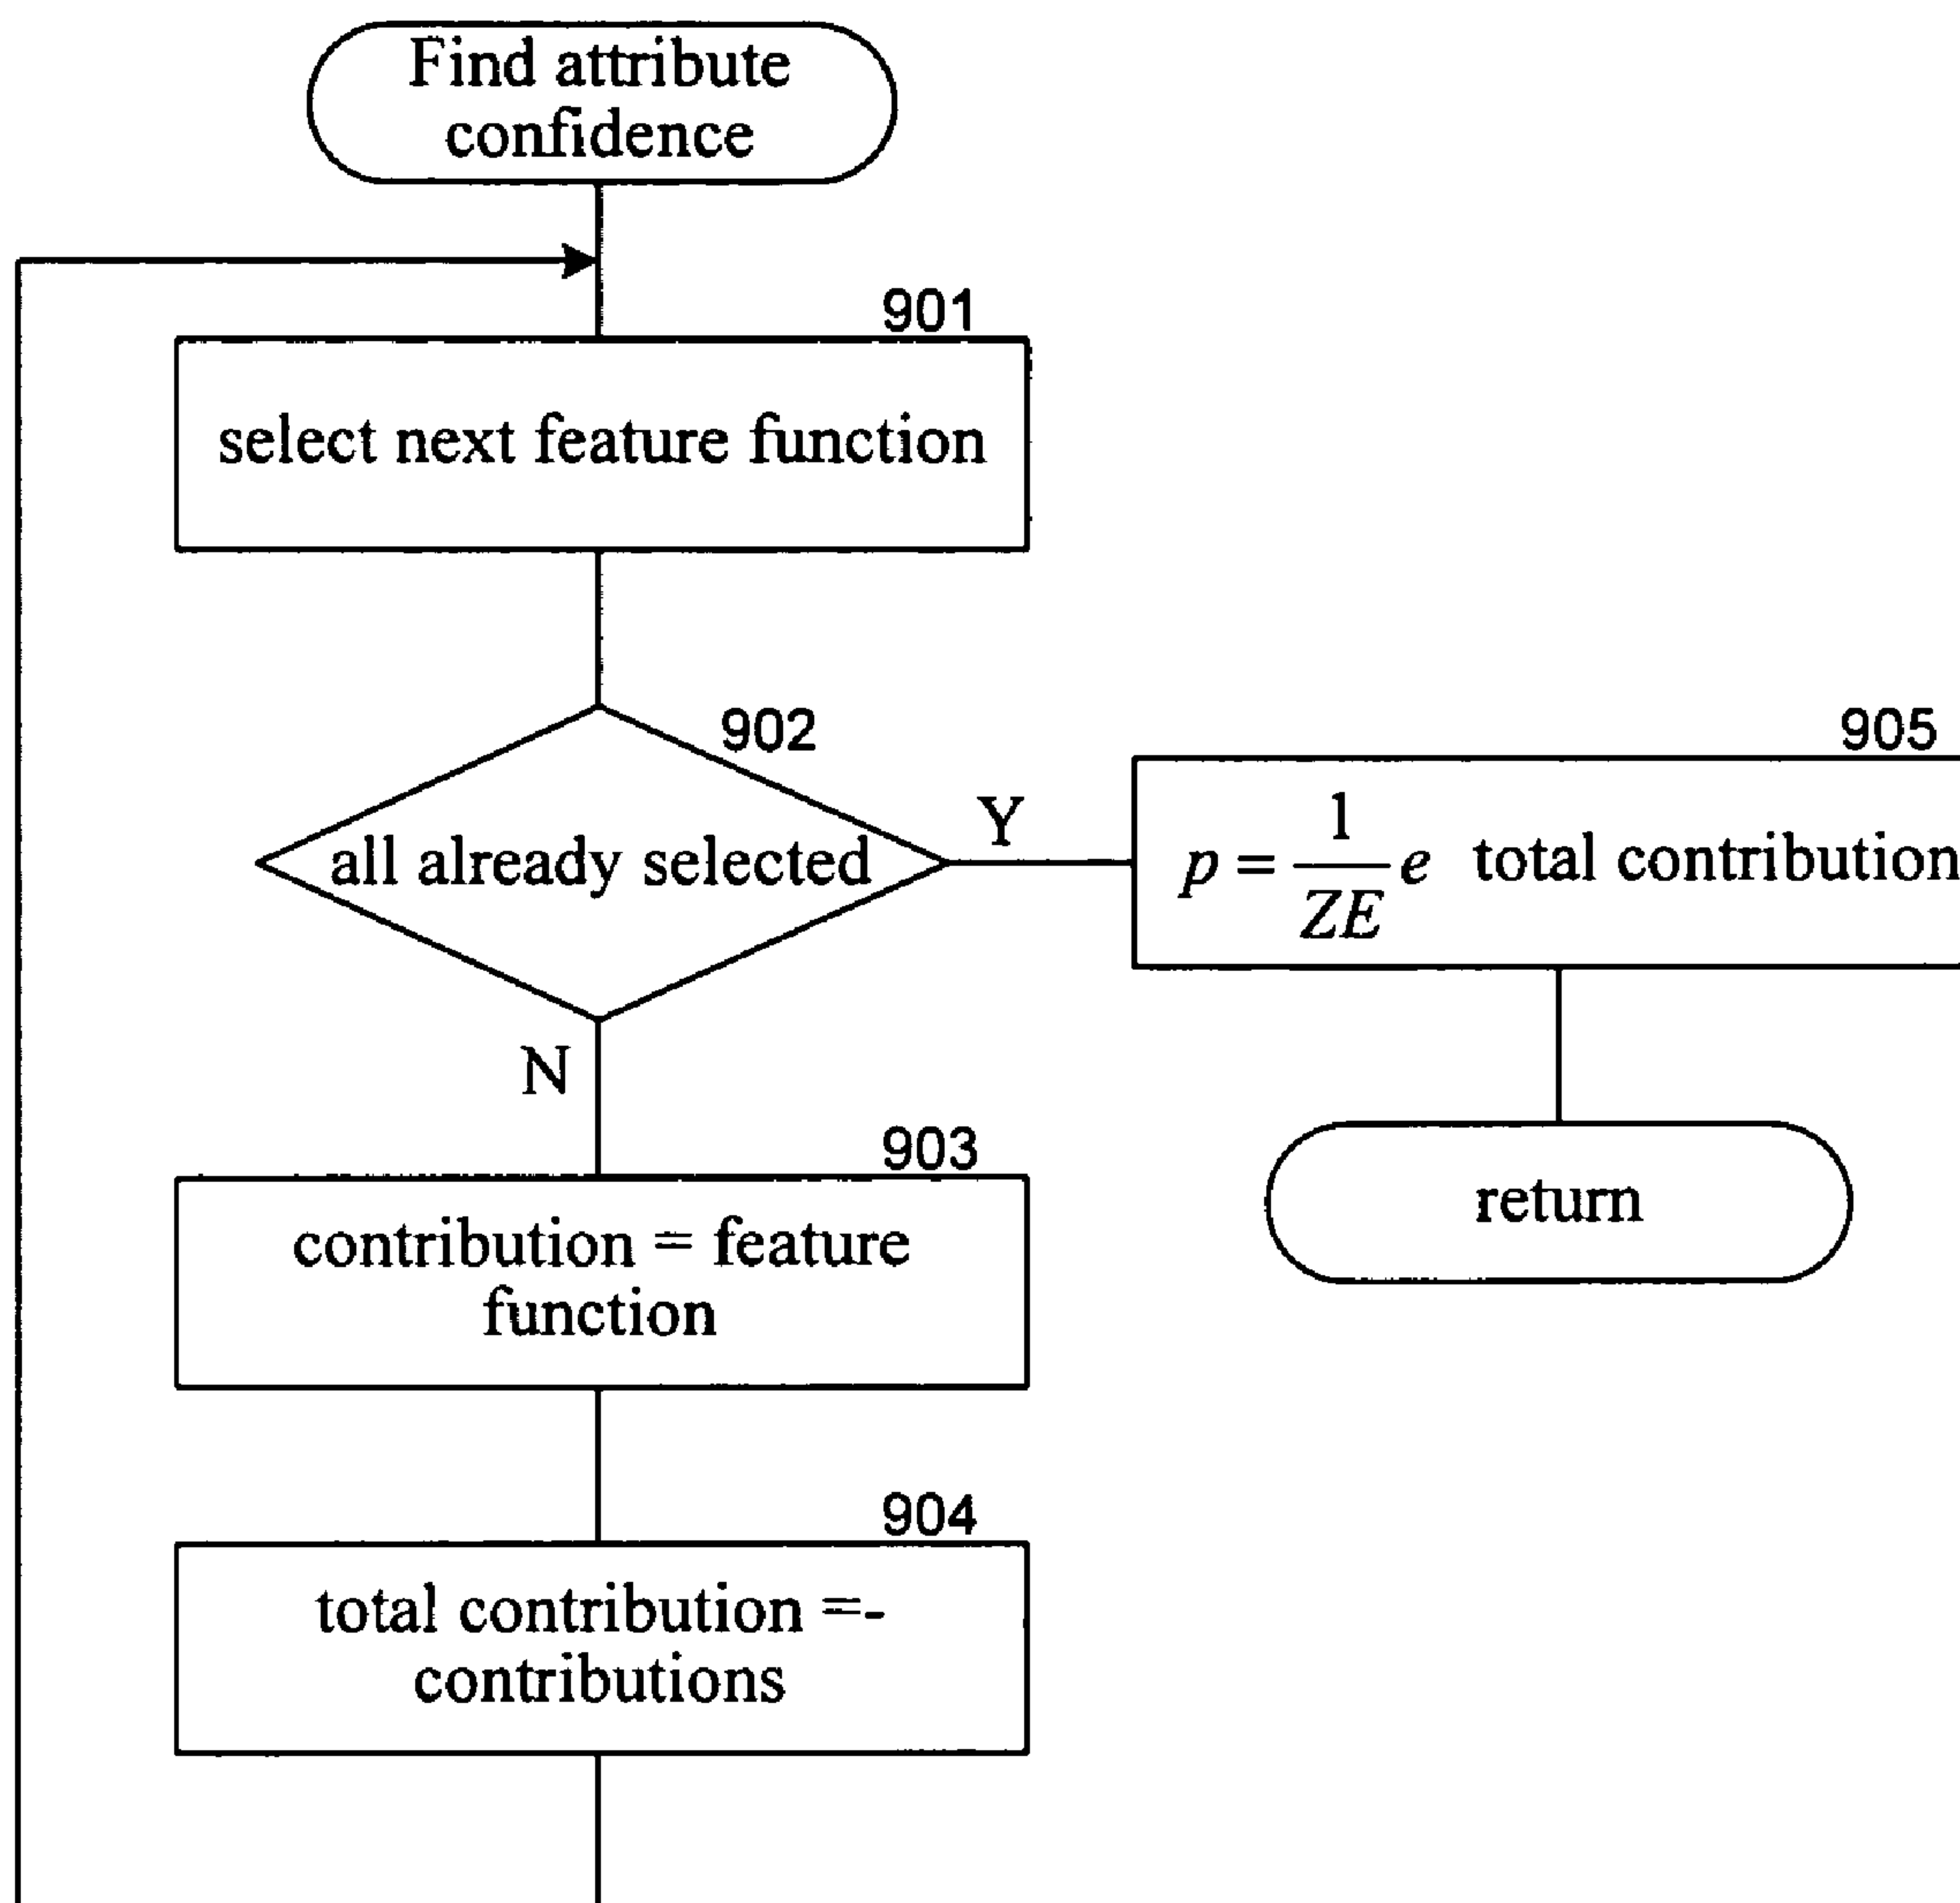 Find attribute
confidence
901
select next feature function
902
all already selected
Y
905
p = 1/ZE e total contribution
N
903
contribution = feature
function
return
904
total contribution =-
contributions